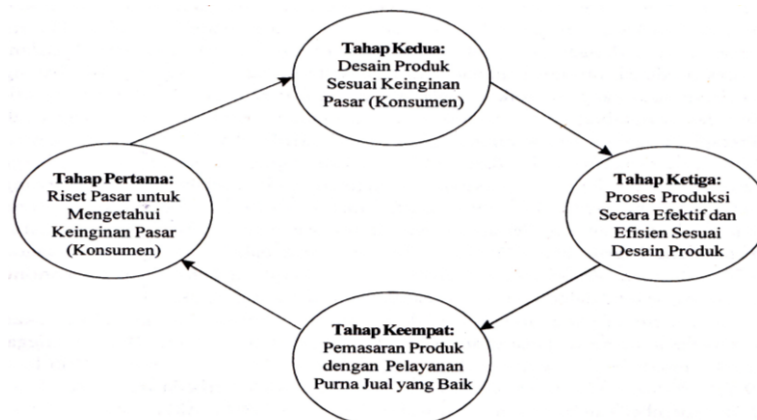 Tahap Kedua:
Desain Produk
Sesuai Keinginan
Pasar (Konsumen)
Tahap Pertama:
Riset Pasar untuk
Mengetahui
Keinginan Pasar
(Konsumen)
Tahap Ketiga:
Proses Produksi
Secara Efektif dan
Efisien Sesuai
Desain Produk
Tahap Keempat:
Pemasaran Produk
dengan Pelayanan
Purna Jual yang Baik